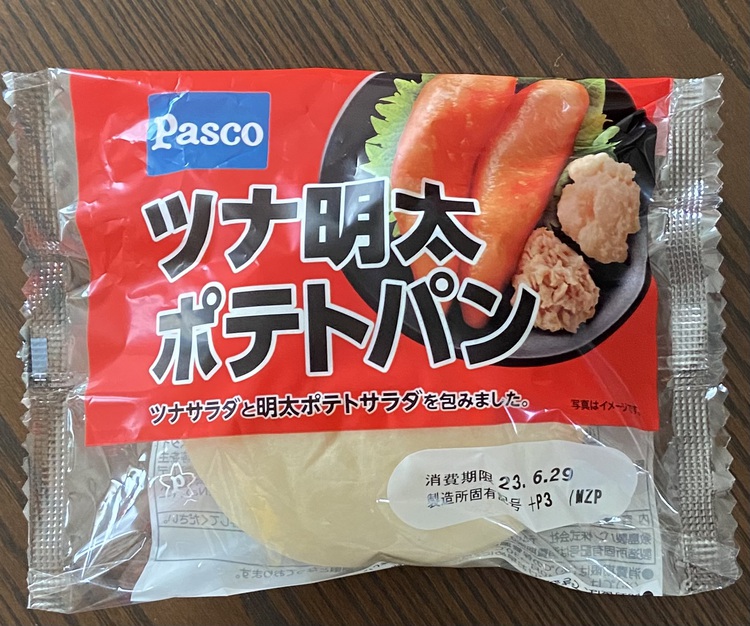 Pasco
ツナ明太
ポテトパン
ツナサラダと明太ポテトサラダを包みました。
写真はイメージです。
消費期限 23.6.29
製造所固有記号 +P3 /MZP